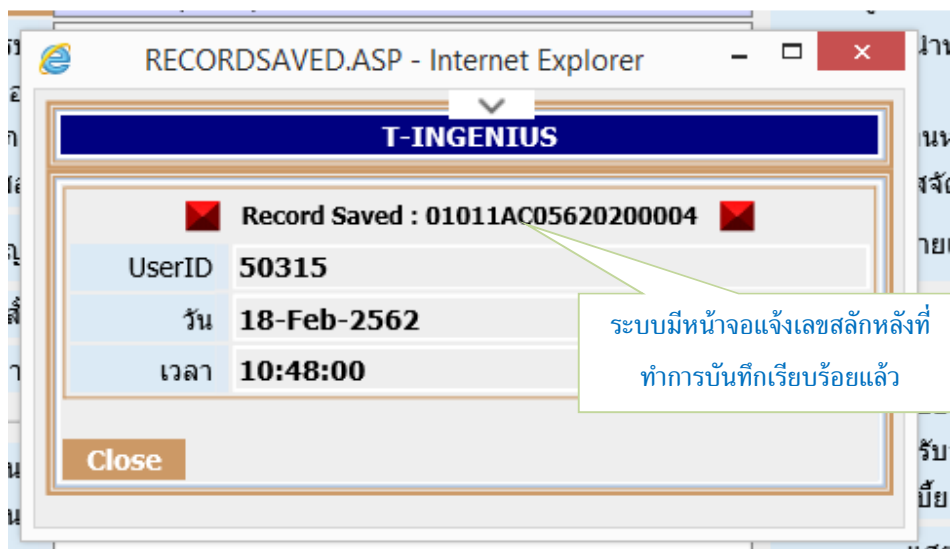 RECORDSAVED.ASP - Internet Explorer
T-INGENIUS
Record Saved : 01011AC05620200004
UserID 50315
วัน 18-Feb-2562
เวลา 10:48:00
ระบบมีหน้าจอแจ้งเลขสลักหลังที่
ทำการบันทึกเรียบร้อยแล้ว
Close